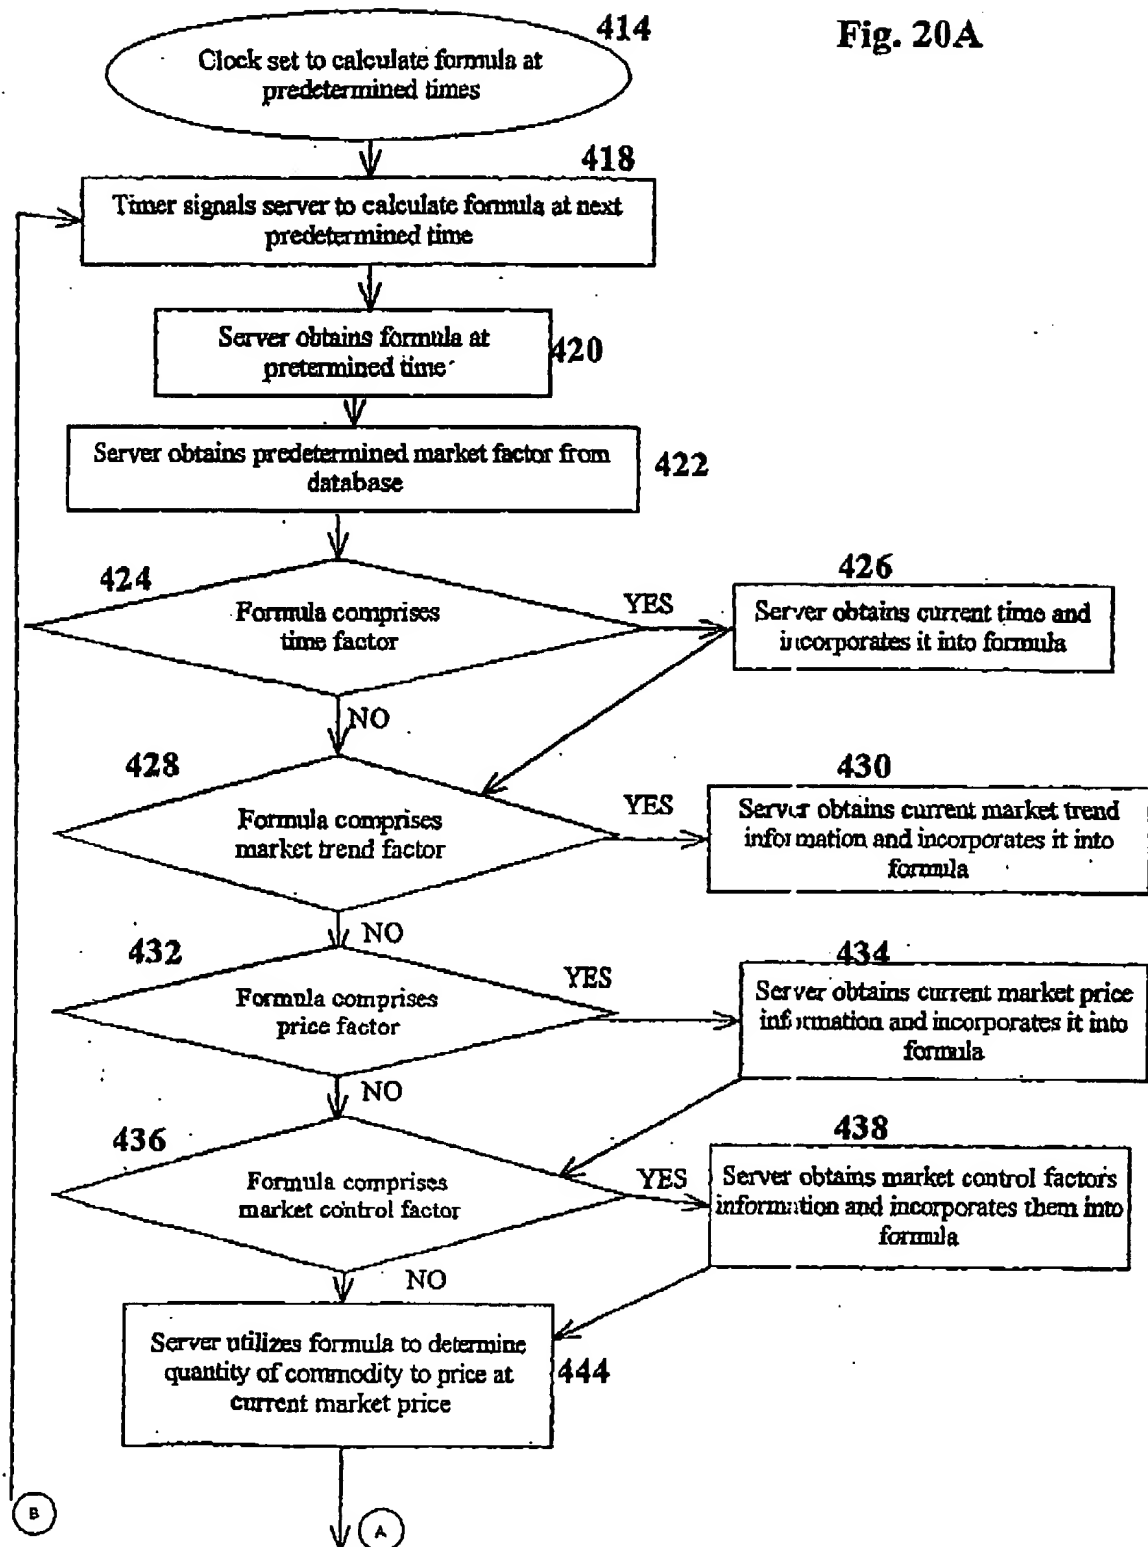 Fig. 20A
414
Clock set to calculate formula at
predetermined times
418
Timer signals server to calculate formula at next
predetermined time
Server obtains formula at
pretermined time
420
Server obtains predetermined market factor from
database
422
424
Formula comprises
time factor
YES
426
Server obtains current time and
incorporates it into formula
NO
428
Formula comprises
market trend factor
YES
430
Server obtains current market trend
information and incorporates it into
formula
NO
432
Formula comprises
price factor
YES
434
Server obtains current market price
information and incorporates it into
formula
NO
436
Formula comprises
market control factor
YES
438
Server obtains market control factors
information and incorporates them into
formula
NO
Server utilizes formula to determine
quantity of commodity to price at
current market price
444
B
A